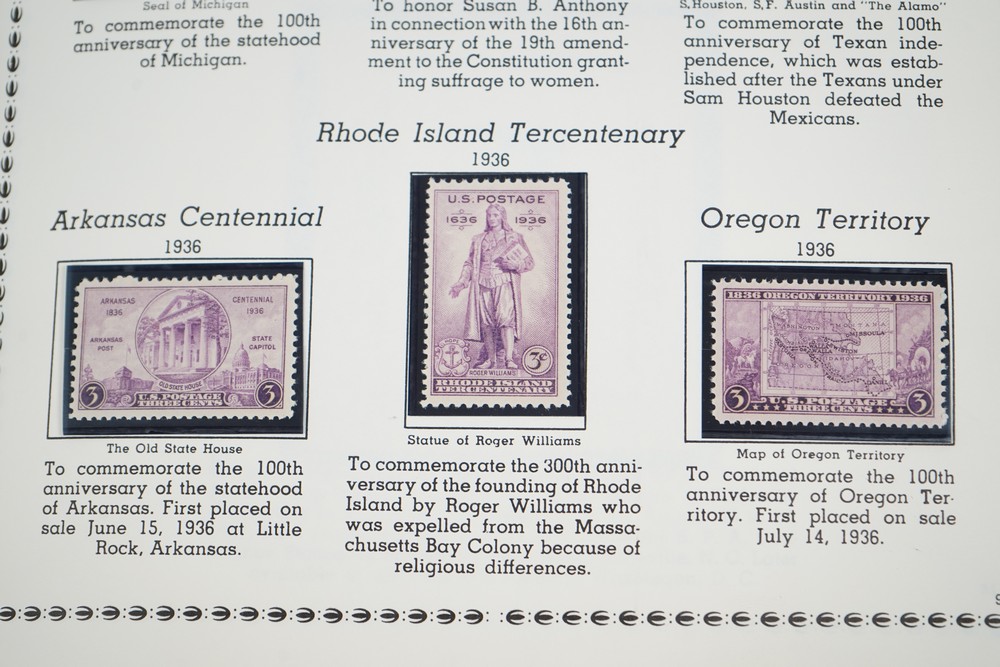 Seal of Michigan
To commemorate the 100th
anniversary of the statehood
of Michigan.
To honor Susan B. Anthony
in connection with the 16th an-
niversary of the 19th amend-
ment to the Constitution grant-
ing suffrage to women.
S. Houston, S.F. Austin and "The Alamo"
To commemorate the 100th
anniversary of Texan inde-
pendence, which was estab-
lished after the Texans under
Sam Houston defeated the
Mexicans.
Arkansas Centennial
1936
ARKANSAS
1836
CENTENNIAL
1936
ARKANSAS
POST
STATE
CAPITOL
OLD STATE HOUSE
3
U.S. POSTAGE
THREE CENTS
3
The Old State House
To commemorate the 100th
anniversary of the statehood
of Arkansas. First placed on
sale June 15, 1936 at Little
Rock, Arkansas.
Rhode Island Tercentenary
1936
U.S. POSTAGE
1636 1936
HOPE
3¢
ROGER WILLIAMS
RHODE ISLAND
TERCENTENARY
Statue of Roger Williams
To commemorate the 300th anni-
versary of the founding of Rhode
Island by Roger Williams who
was expelled from the Massa-
chusetts Bay Colony because of
religious differences.
Oregon Territory
1936
1836 OREGON TERRITORY 1936
3
U.S. POSTAGE
THREE CENTS
3
Map of Oregon Territory
To commemorate the 100th
anniversary of Oregon Ter-
ritory. First placed on sale
July 14, 1936.